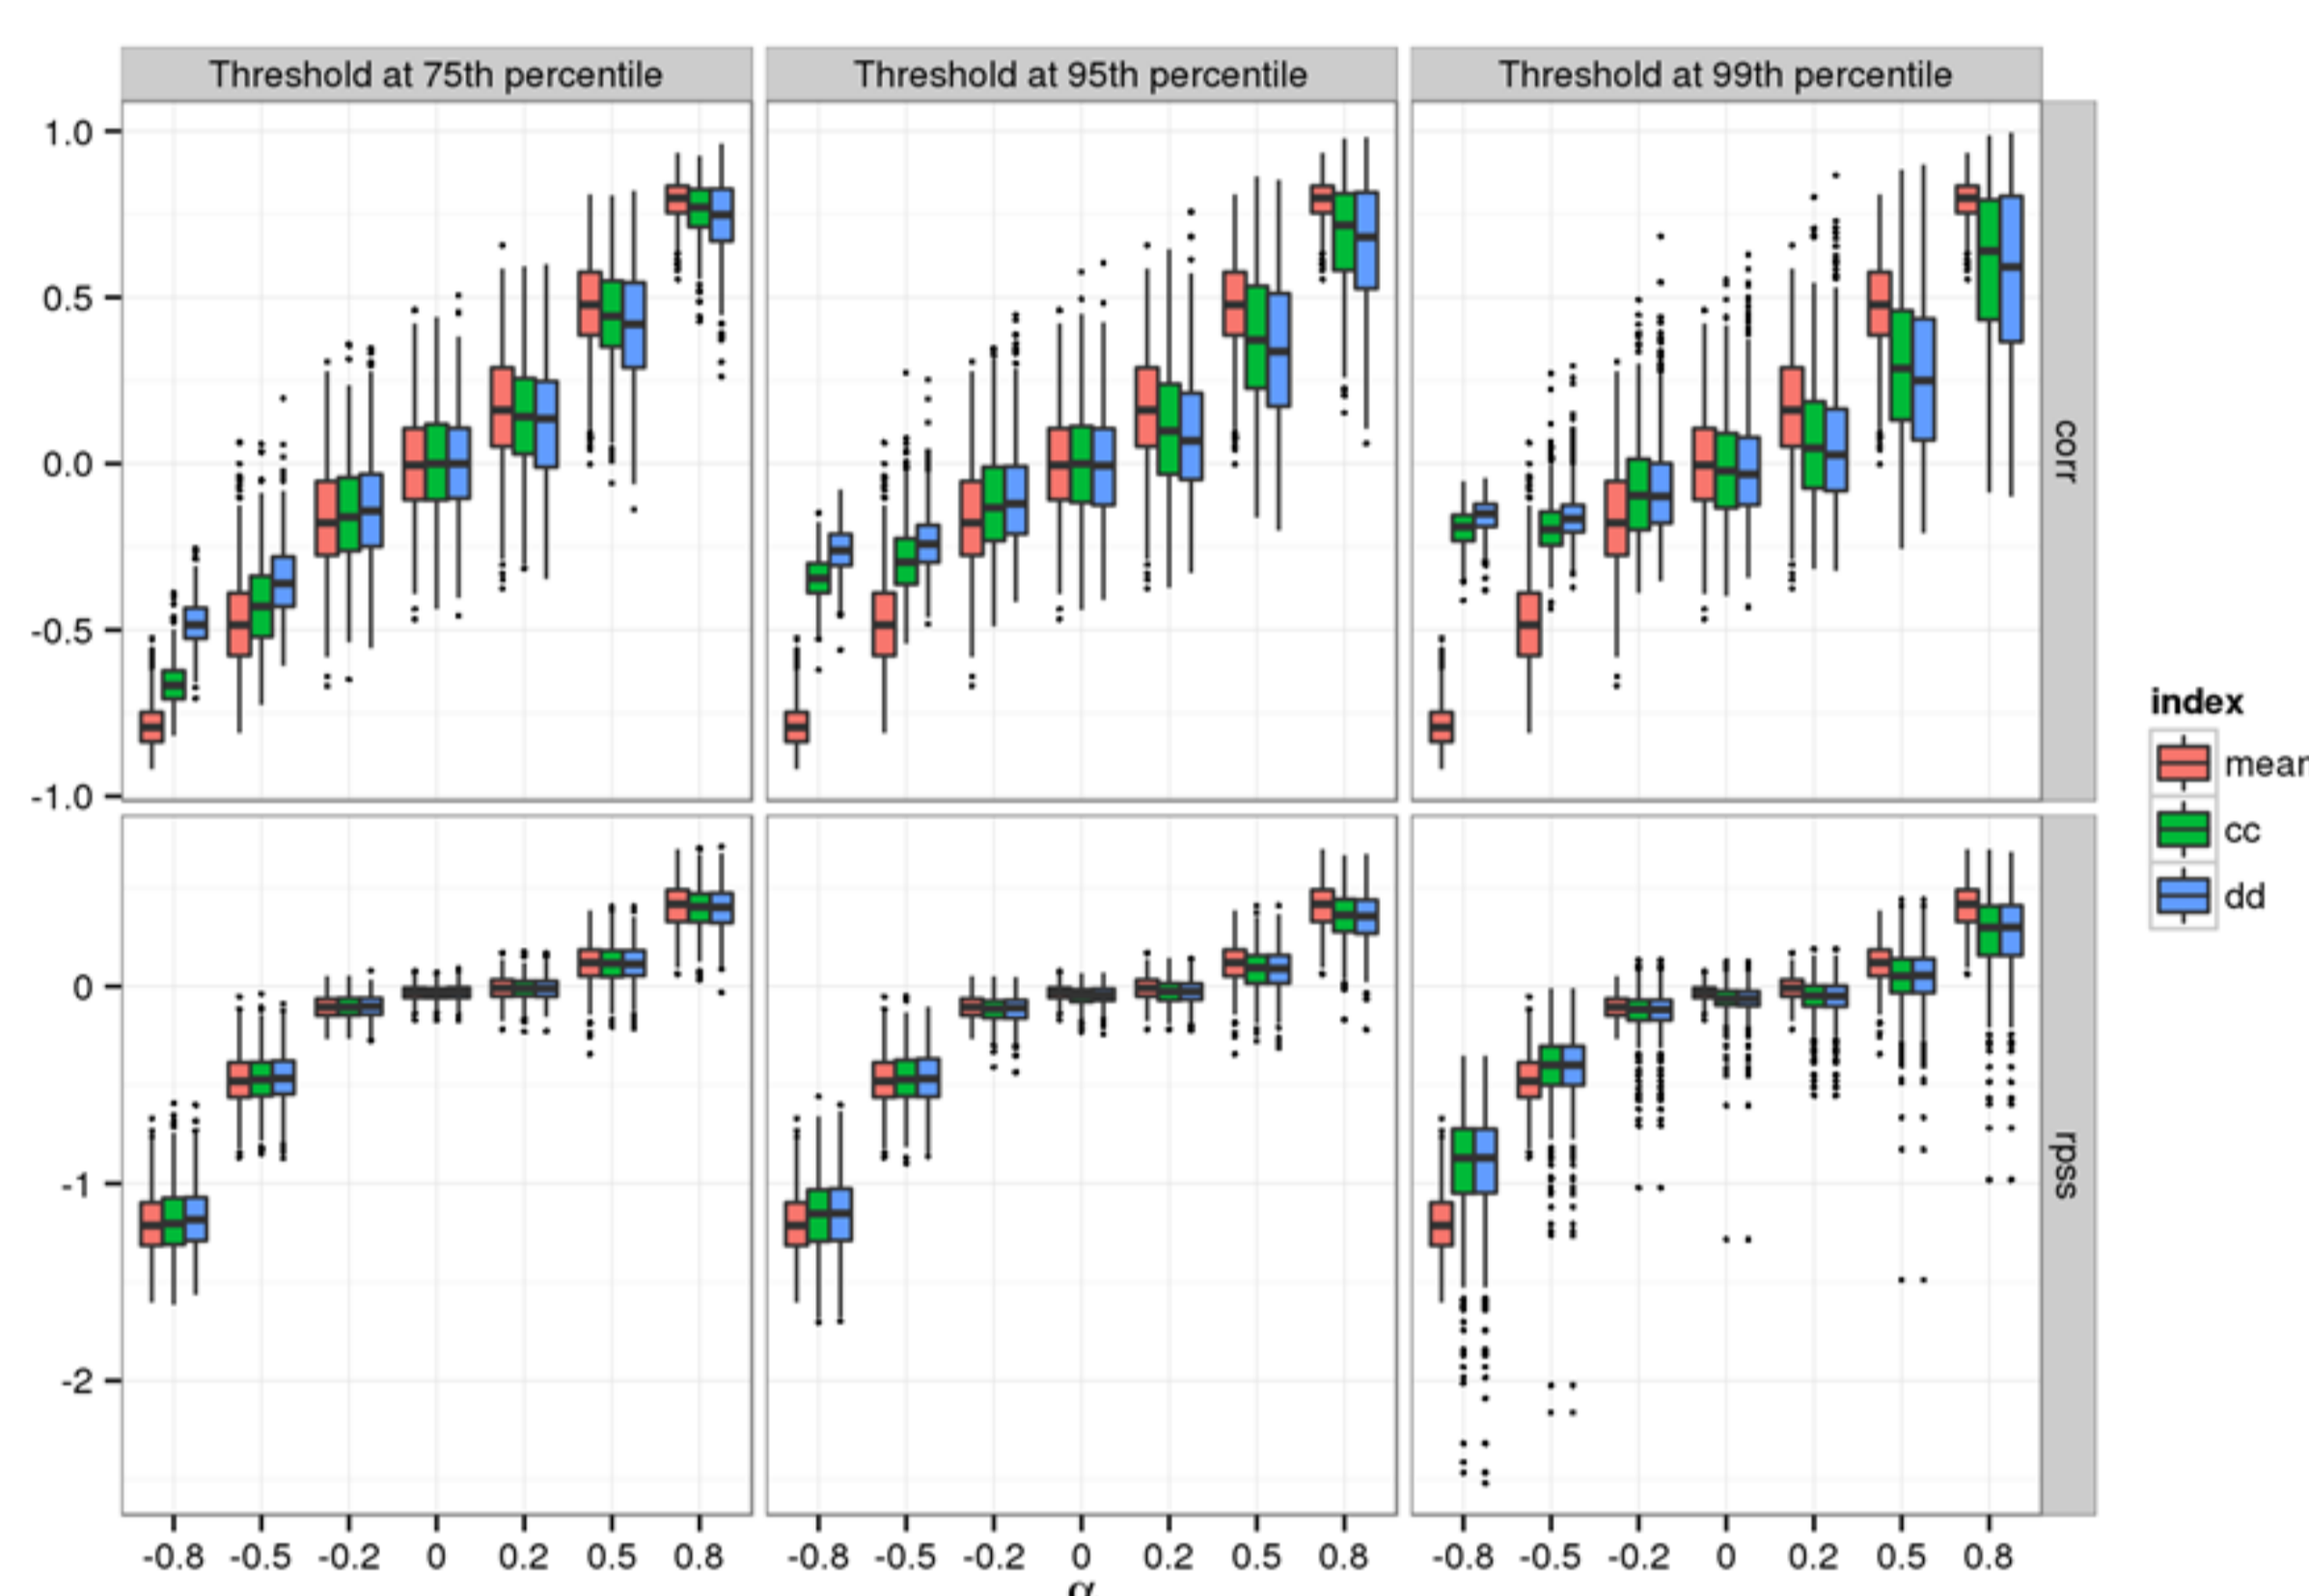 Threshold at 75th percentile Threshold at 95th percentile Threshold at 99th percentile
1.0
0.5
0.0
-0.5
-1.0
corr
0
-1
-2
rpss
index
mear
cc
dd
-0.8 -0.5 -0.2 0 0.2 0.5 0.8 -0.8 -0.5 -0.2 0 0.2 0.5 0.8 -0.8 -0.5 -0.2 0 0.2 0.5 0.8
α